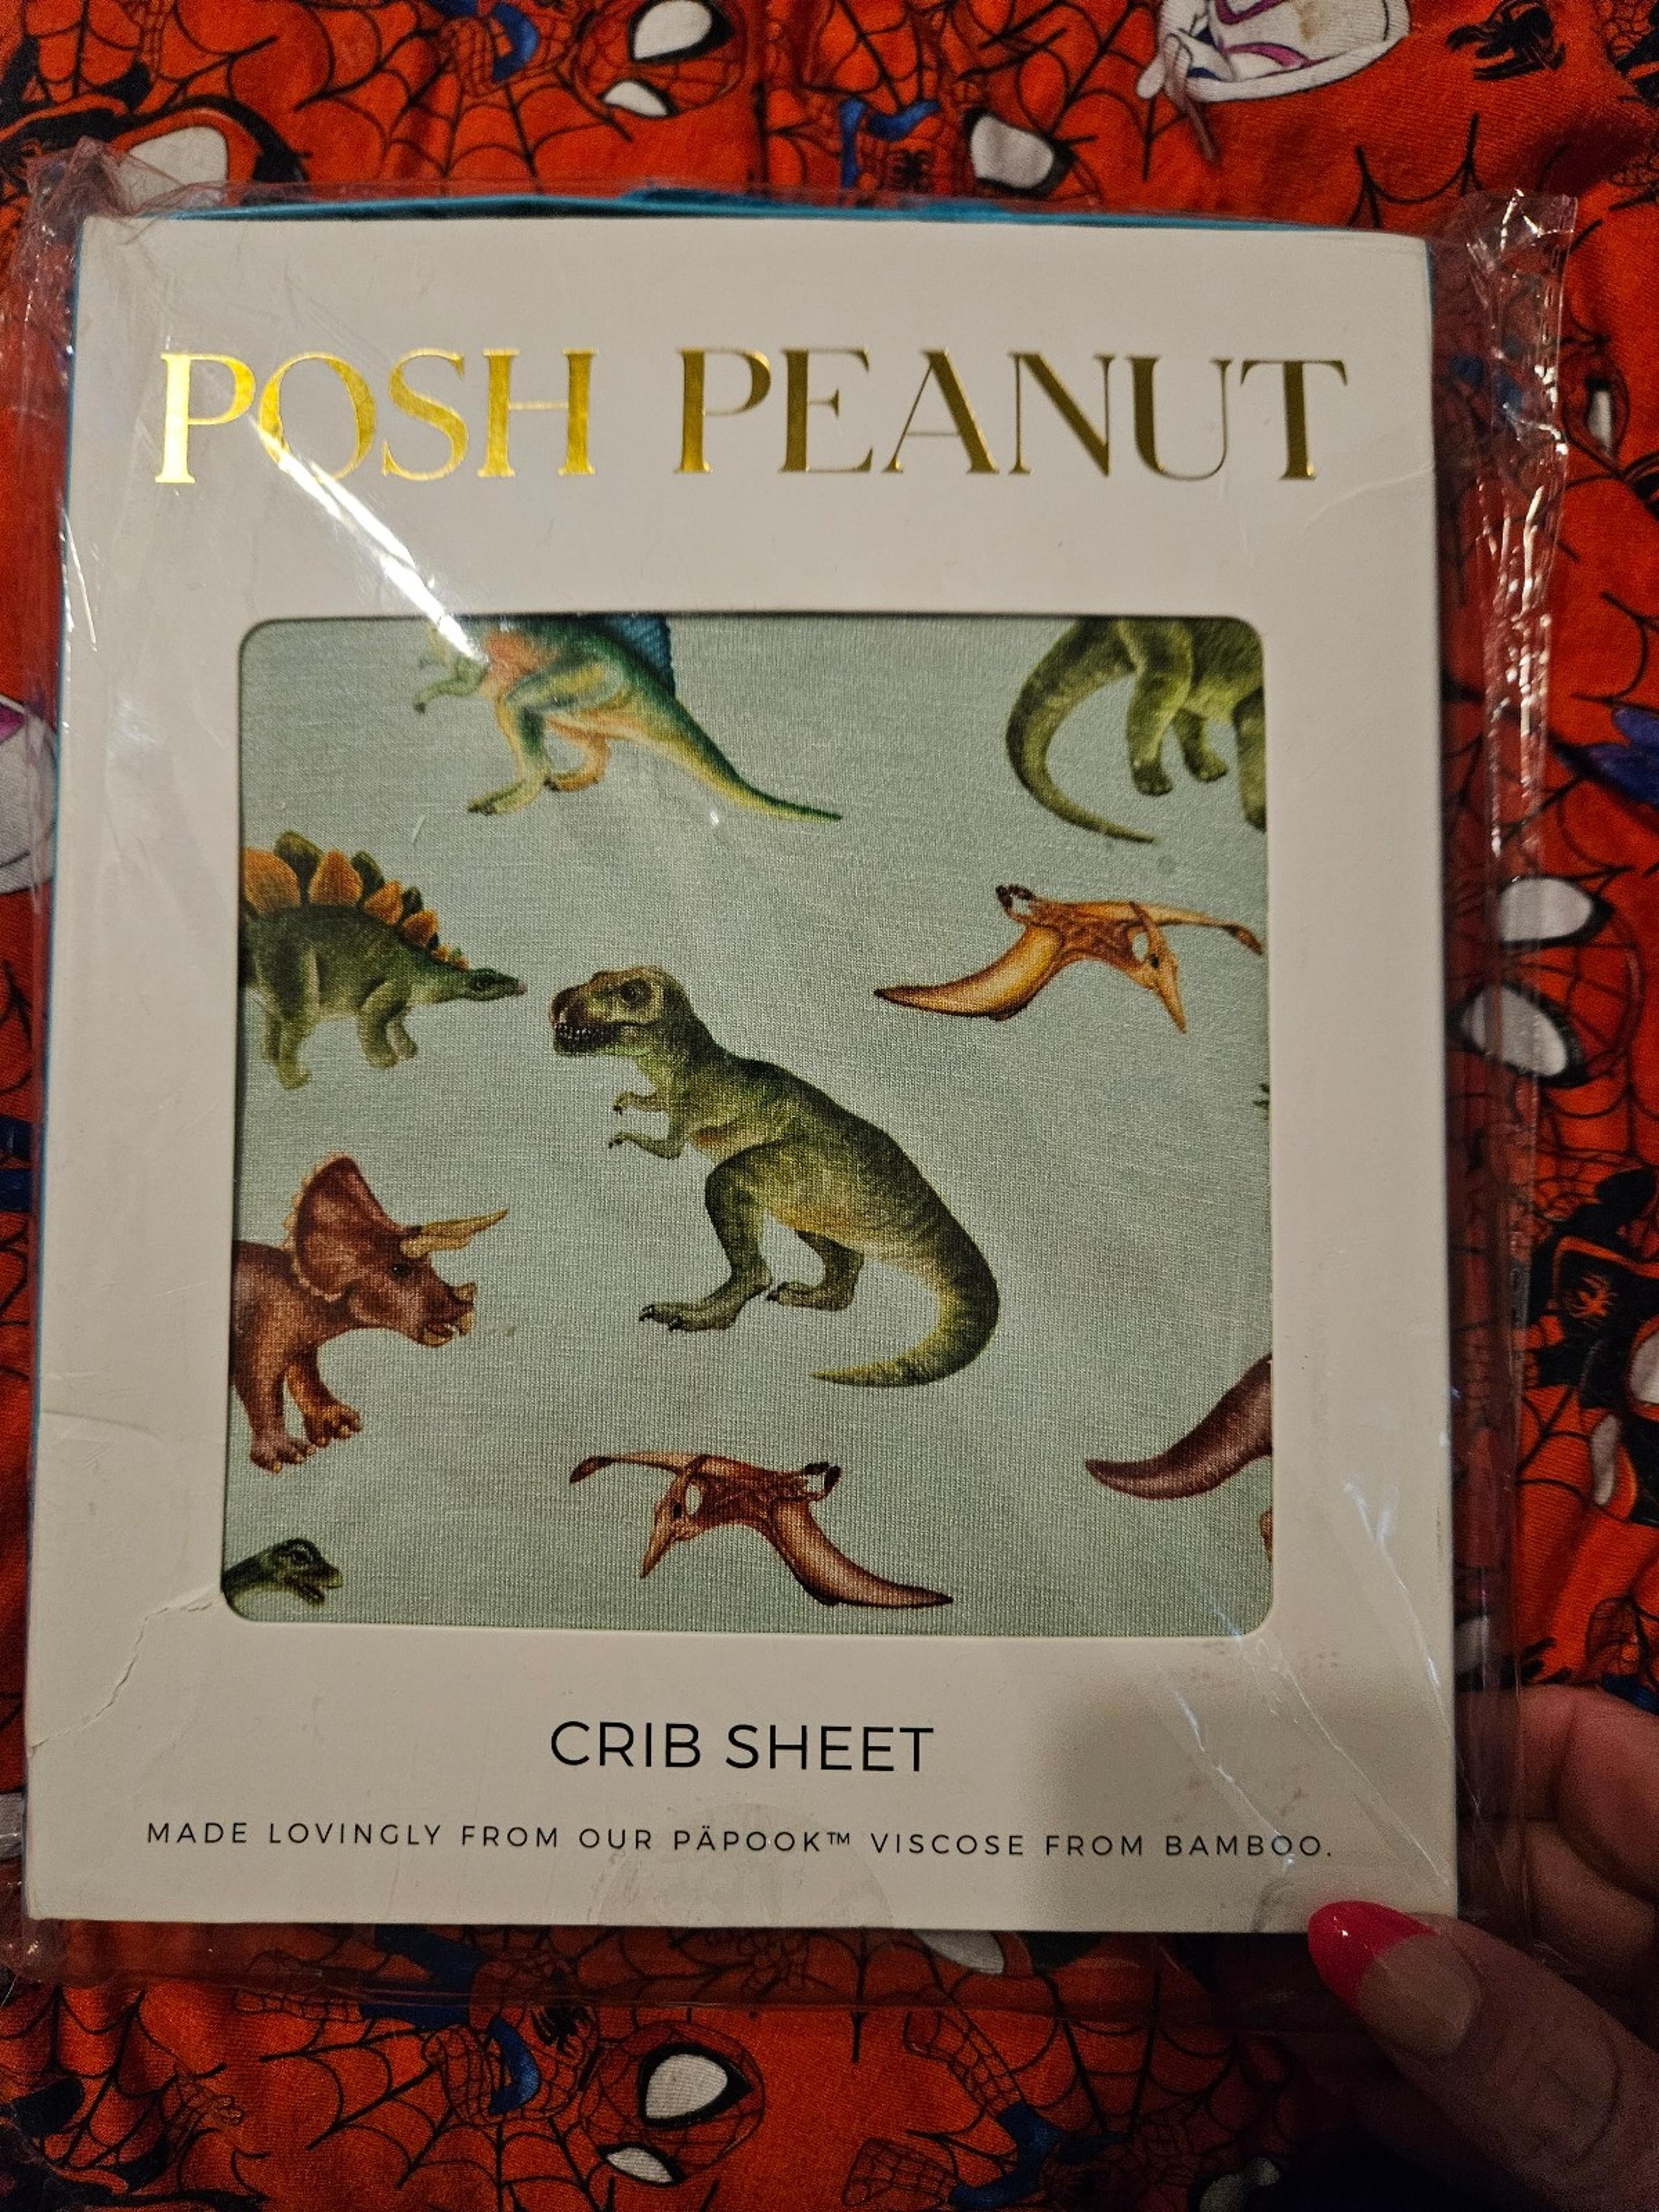 POSH PEANUT
CRIB SHEET
MADE LOVINGLY FROM OUR PÄPOOK™ VISCOSE FROM BAMBOO.